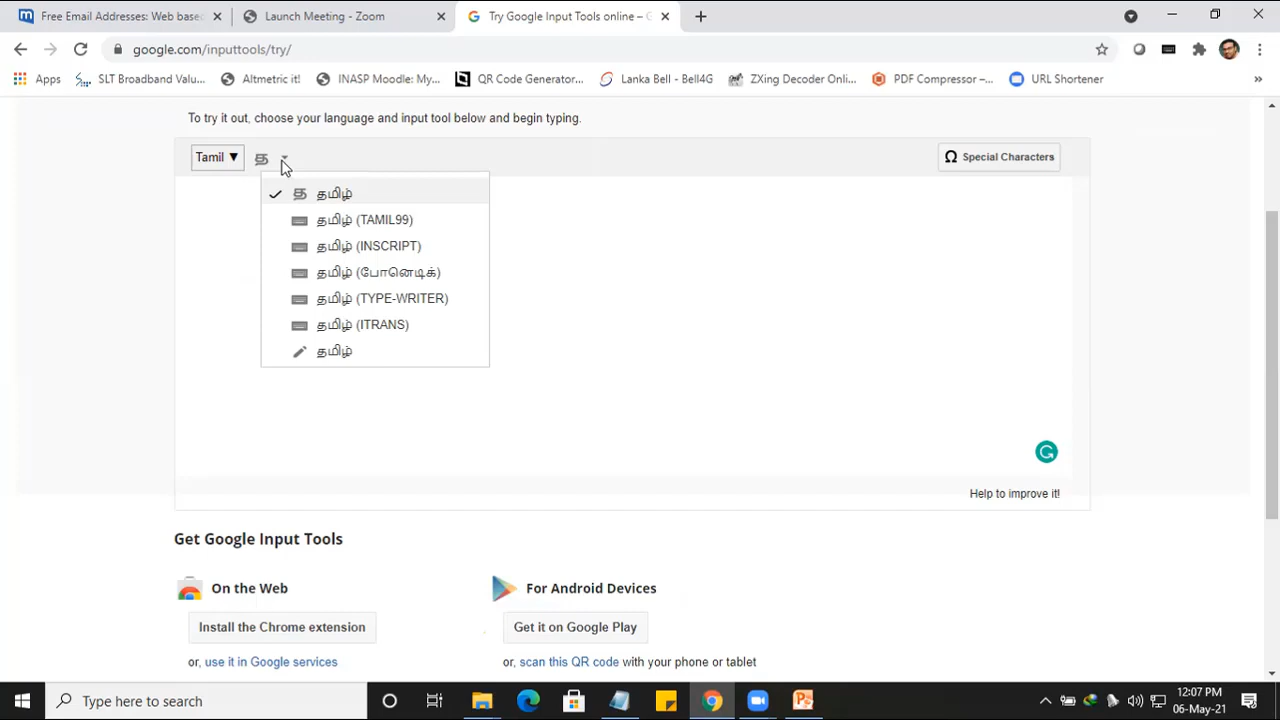 Free Email Addresses: Web base
Launch Meeting - Zoom
Try Google Input Tools online – G
google.com/inputtools/try/
Apps
SLT Broadband Valu...
Altmetric it!
INASP Moodle: My...
QR Code Generator...
Lanka Bell - Bell4G
ZXing Decoder Onli...
PDF Compressor –...
URL Shortener
»
To try it out, choose your language and input tool below and begin typing.
Tamil ▼
த
Ω Special Characters
த தமிழ்
தமிழ் (TAMIL99)
தமிழ் (INSCRIPT)
தமிழ் (போனெடிக்)
தமிழ் (TYPE-WRITER)
தமிழ் (ITRANS)
தமிழ்
Help to improve it!
Get Google Input Tools
On the Web
For Android Devices
Install the Chrome extension
Get it on Google Play
or, use it in Google services
or, scan this QR code with your phone or tablet
Type here to search
12:07 PM
06-May-21